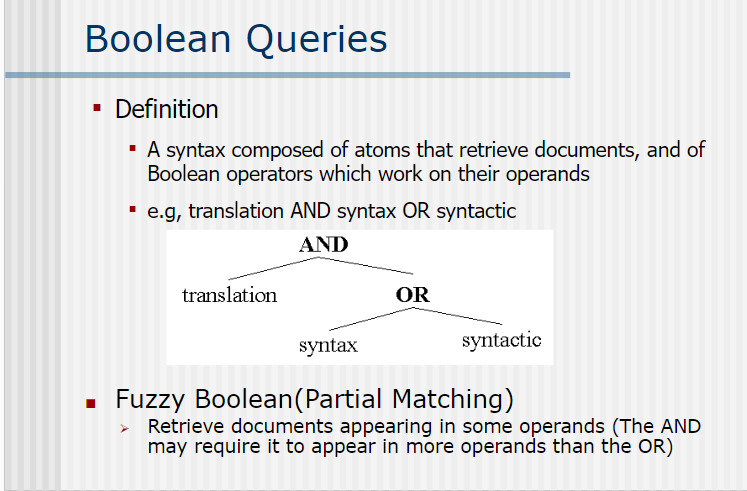 Boolean Queries
Definition
A syntax composed of atoms that retrieve documents, and of
Boolean operators which work on their operands
e.g, translation AND syntax OR syntactic
AND
translation
OR
syntax
syntactic
Fuzzy Boolean(Partial Matching)
Retrieve documents appearing in some operands (The AND
may require it to appear in more operands than the OR)